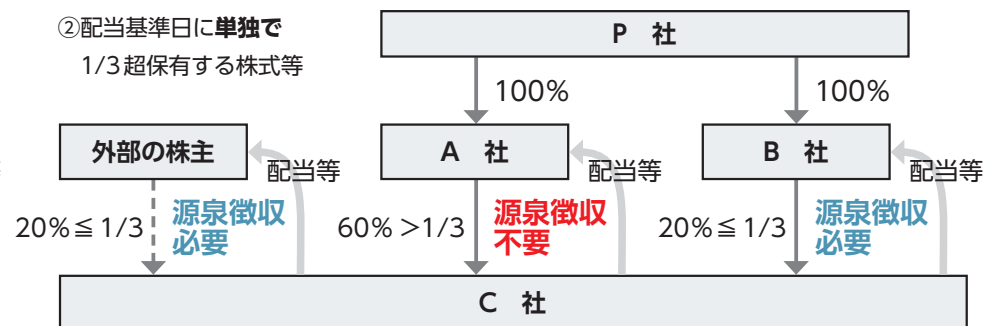 ②配当基準日に単独で
1/3超保有する株式等
P 社
100%
100%
外部の株主
配当等
A 社
配当等
B 社
配当等
20%≦1/3
源泉徴収
必要
60%>1/3
源泉徴収
不要
20%≦1/3
源泉徴収
必要
C 社